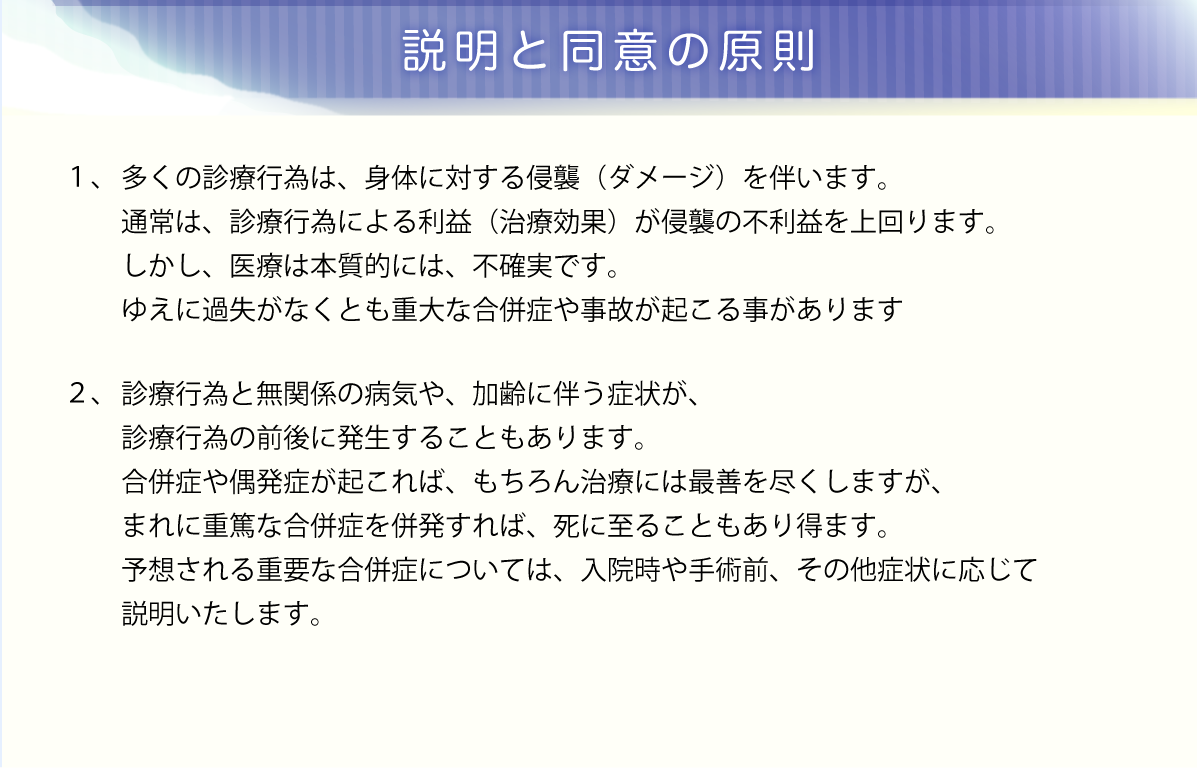 説明と同意の原則
１、多くの診療行為は、身体に対する侵襲（ダメージ）を伴います。
通常は、診療行為による利益（治療効果）が侵襲の不利益を上回ります。
しかし、医療は本質的には、不確実です。
ゆえに過失がなくとも重大な合併症や事故が起こる事があります
２、診療行為と無関係の病気や、加齢に伴う症状が、
診療行為の前後に発生することもあります。
合併症や偶発症が起これば、もちろん治療には最善を尽くしますが、
まれに重篤な合併症を併発すれば、死に至ることもあり得ます。
予想される重要な合併症については、入院時や手術前、その他症状に応じて
説明いたします。